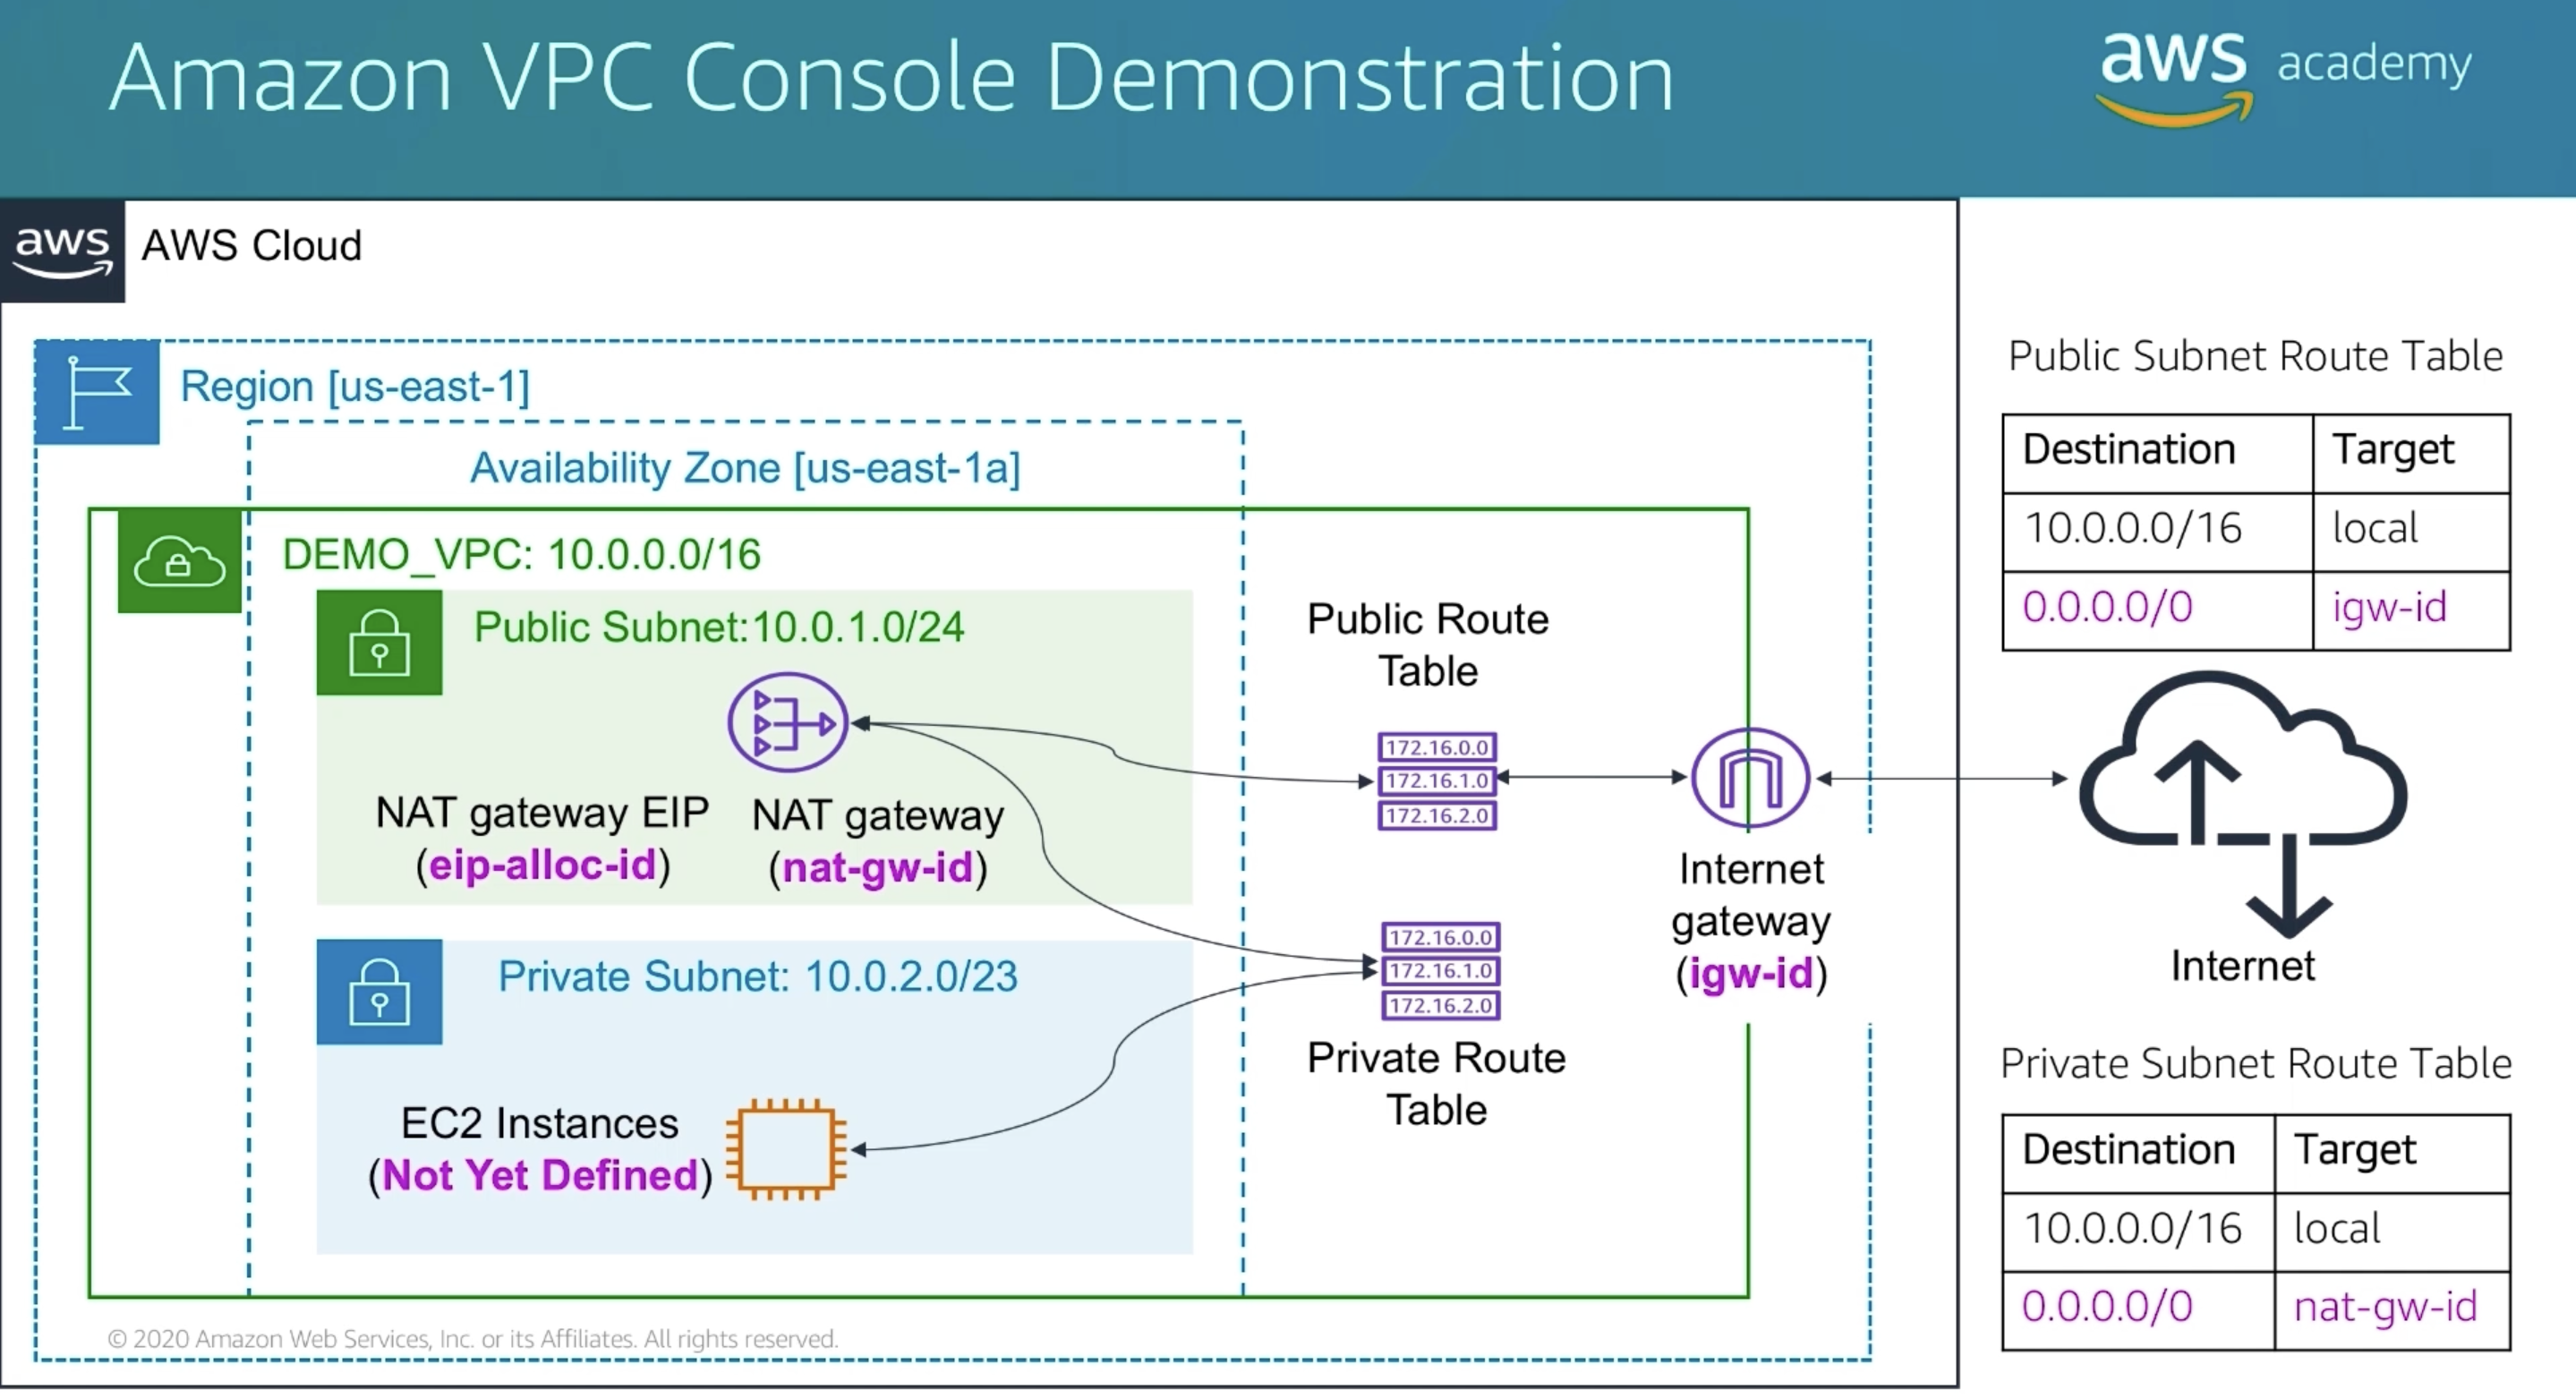 Amazon VPC Console Demonstration
aws academy
aws
AWS Cloud
Region [us-east-1]
Availability Zone [us-east-1a]
DEMO_VPC: 10.0.0.0/16
Public Subnet:10.0.1.0/24
NAT gateway EIP
(eip-alloc-id)
NAT gateway
(nat-gw-id)
Private Subnet: 10.0.2.0/23
EC2 Instances
(Not Yet Defined)
Public Route
Table
172.16.0.0
172.16.1.0
172.16.2.0
172.16.0.0
172.16.1.0
172.16.2.0
Private Route
Table
Internet
gateway
(igw-id)
Public Subnet Route Table
Destination Target
10.0.0.0/16 local
0.0.0.0/0 igw-id
Internet
Private Subnet Route Table
Destination Target
10.0.0.0/16 local
0.0.0.0/0 nat-gw-id
© 2020 Amazon Web Services, Inc. or its Affiliates. All rights reserved.